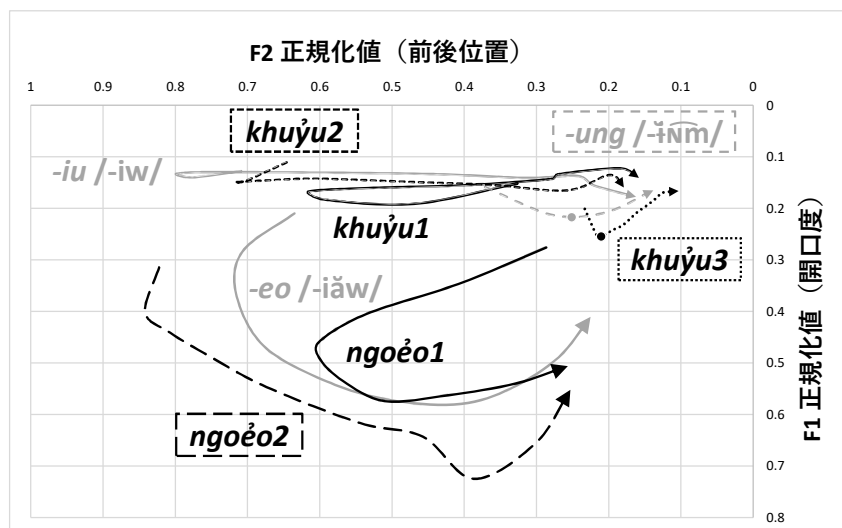 F2 正規化値（前後位置）
1 0.9 0.8 0.7 0.6 0.5 0.4 0.3 0.2 0.1 0
0
0.1
0.2
0.3
0.4
0.5
0.6
0.7
0.8
F1 正規化値（開口度）
khuỷu2
-ung /-ɨ̆ɴ͡m/
-iu /-iw/
khuỷu1
khuỷu3
-eo /-iăw/
ngoẻo1
ngoẻo2